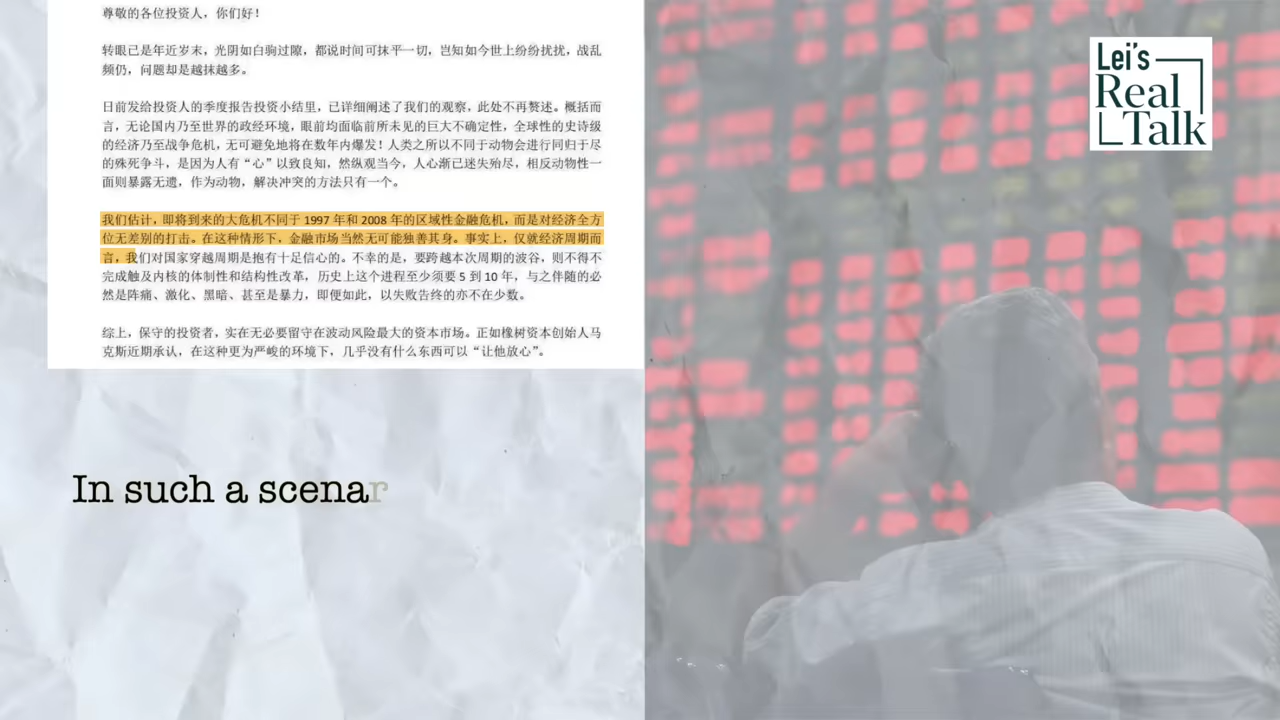 尊敬的各位投资人，你们好！
转眼已是年近岁末，光阴如白驹过隙，都说时间可抹平一切，岂知如今世上纷纷扰扰，战乱
频仍，问题却是越抹越多。
日前发给投资人的季度报告投资小结里，已详细阐述了我们的观察，此处不再赘述。概括而
言，无论国内乃至世界的政经环境，眼前均面临前所未见的巨大不确定性，全球性的史诗级
的经济乃至战争危机，无可避免地将在数年内爆发！人类之所以不同于动物会进行同归于尽
的殊死争斗，是因为人有“心”以致良知，然纵观当今，人心渐已迷失殆尽，相反动物性一
面则暴露无遗，作为动物，解决冲突的方法只有一个。
我们估计，即将到来的大危机不同于 1997 年和 2008 年的区域性金融危机，而是对经济全方
位无差别的打击。在这种情形下，金融市场当然无可能独善其身。事实上，仅就经济周期而
言，我们对国家穿越周期是抱有十足信心的。不幸的是，要跨越本次周期的波谷，则不得不
完成触及内核的体制性和结构性改革，历史上这个进程至少须要 5 到 10 年，与之伴随的必
然是阵痛、激化、黑暗、甚至是暴力，即便如此，以失败告终的亦不在少数。
综上，保守的投资者，实在无必要留守在波动风险最大的资本市场。正如橡树资本创始人马
克斯近期承认，在这种更为严峻的环境下，几乎没有什么东西可以“让他放心”。
In such a scenar
Lei's
Real
Talk